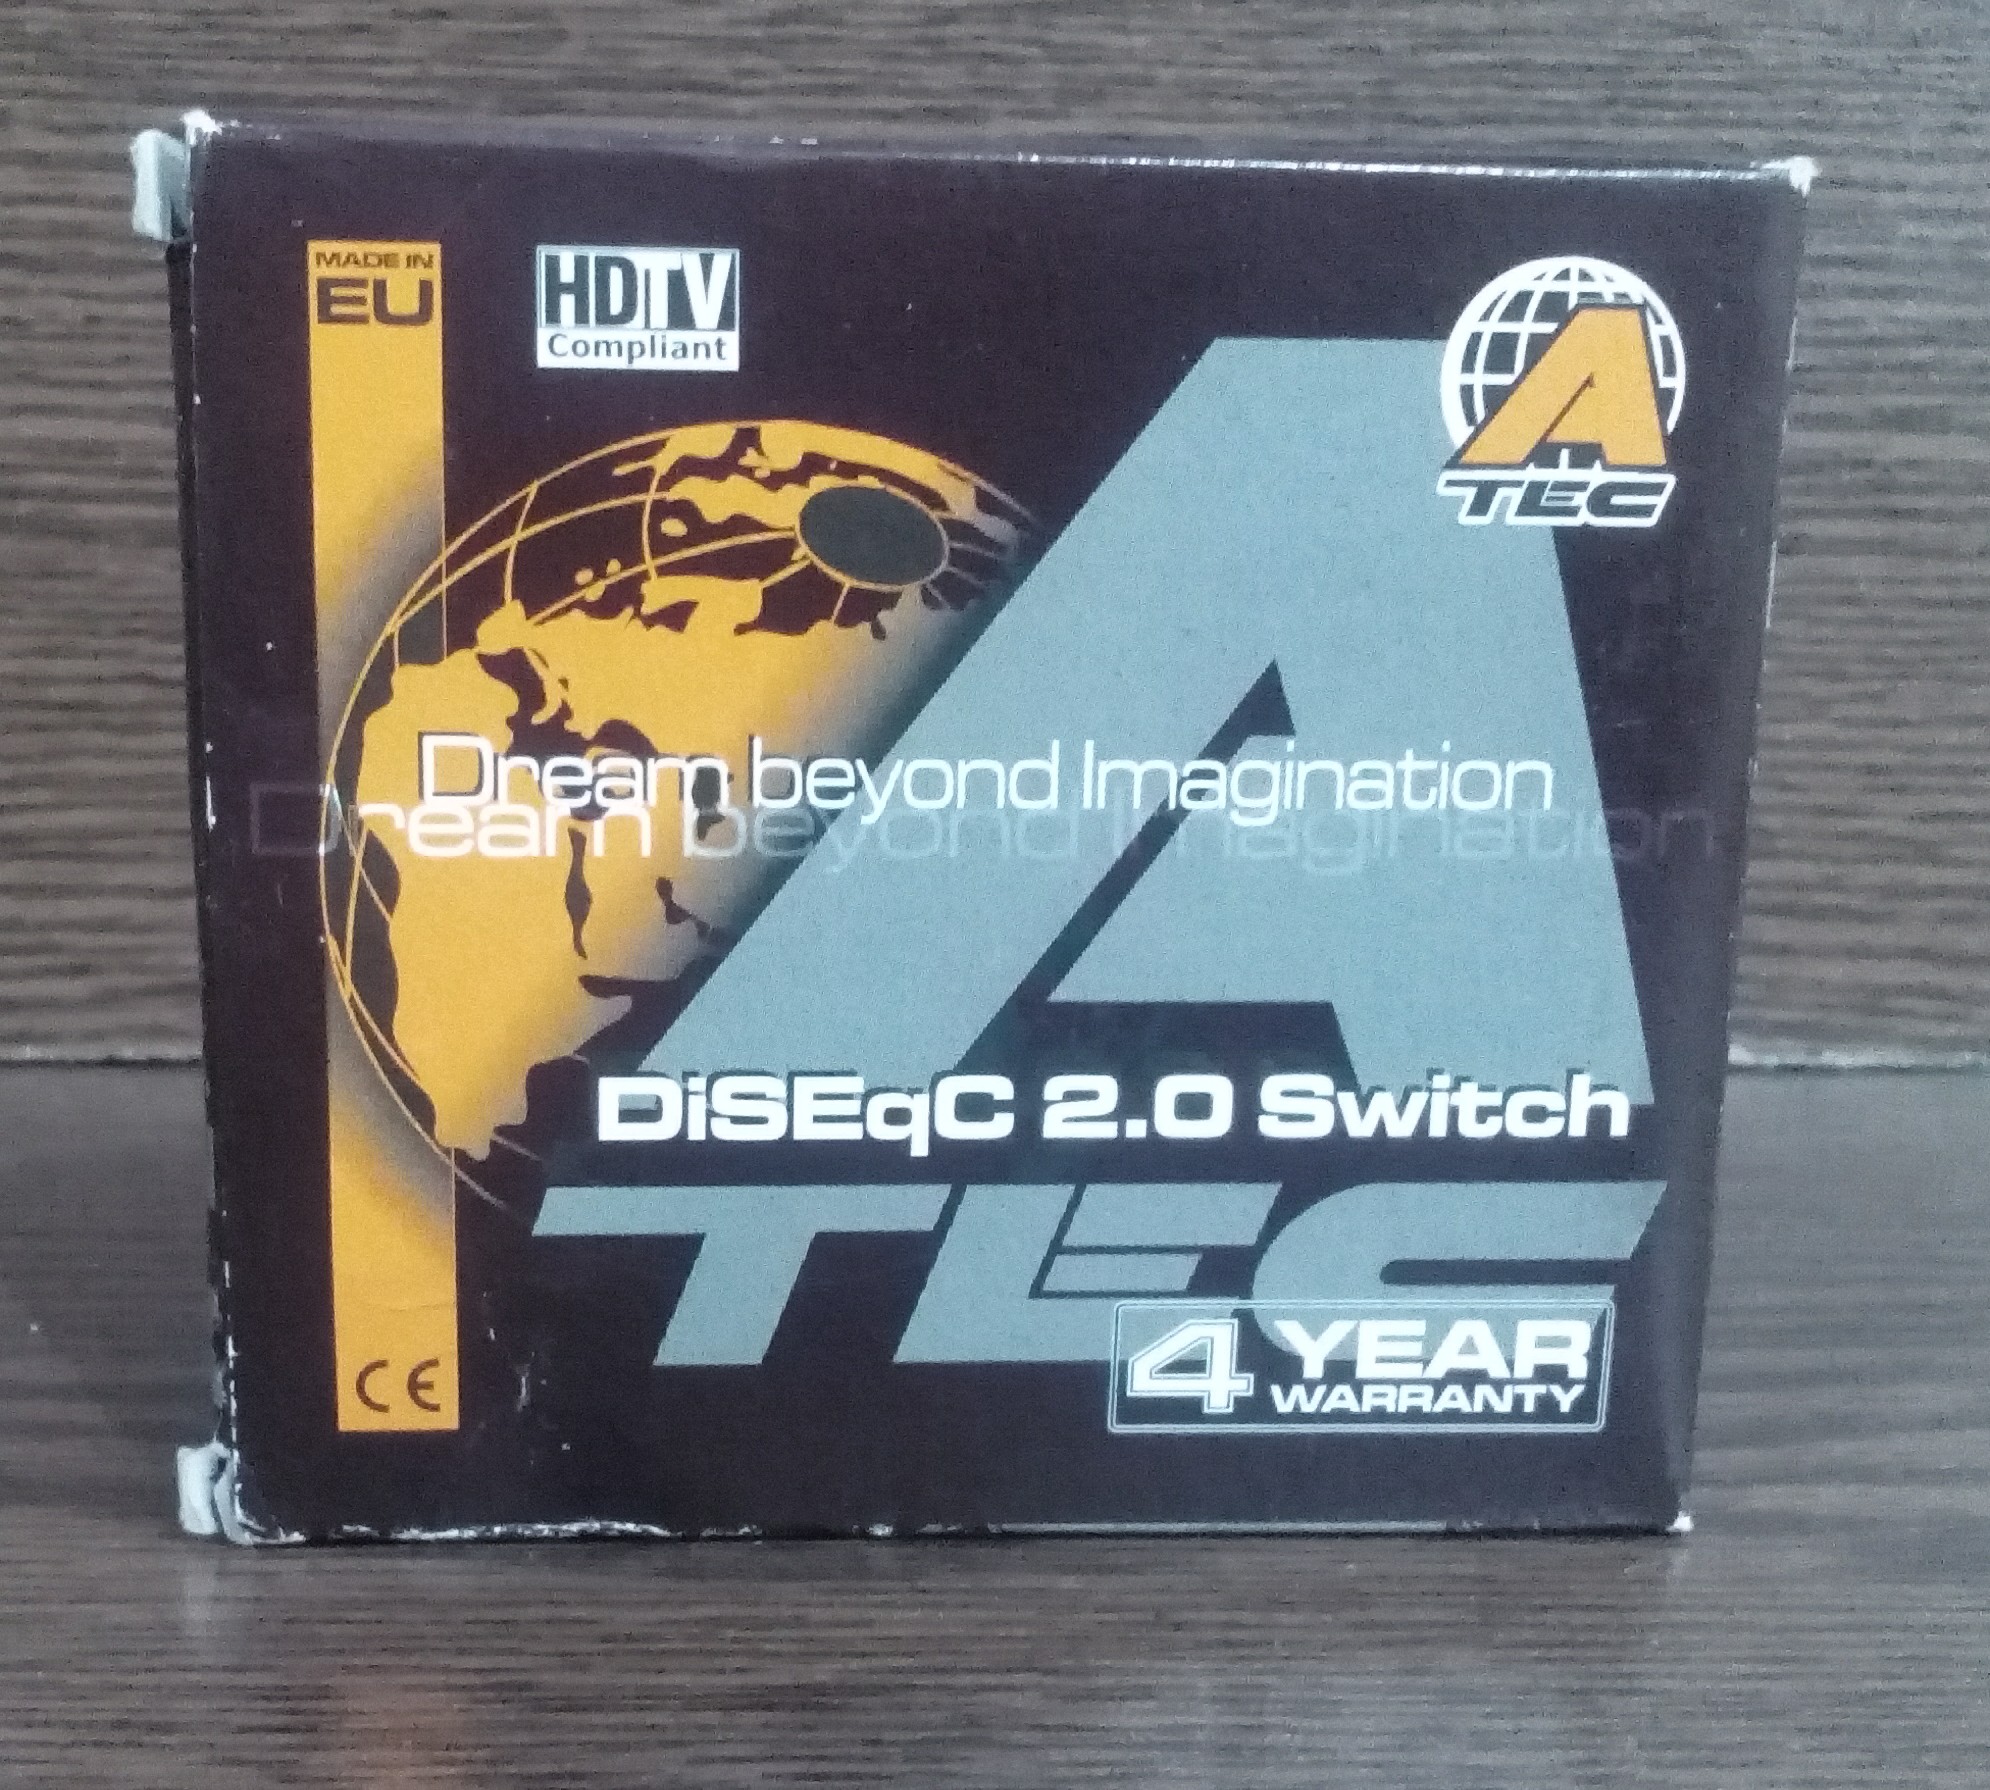 MADE IN
EU
HDTV
Compliant
A
TEC
Dream beyond Imagination
Dream beyond Imagination
DiSEqC 2.0 Switch
A
TEC
4 YEAR
WARRANTY
CE